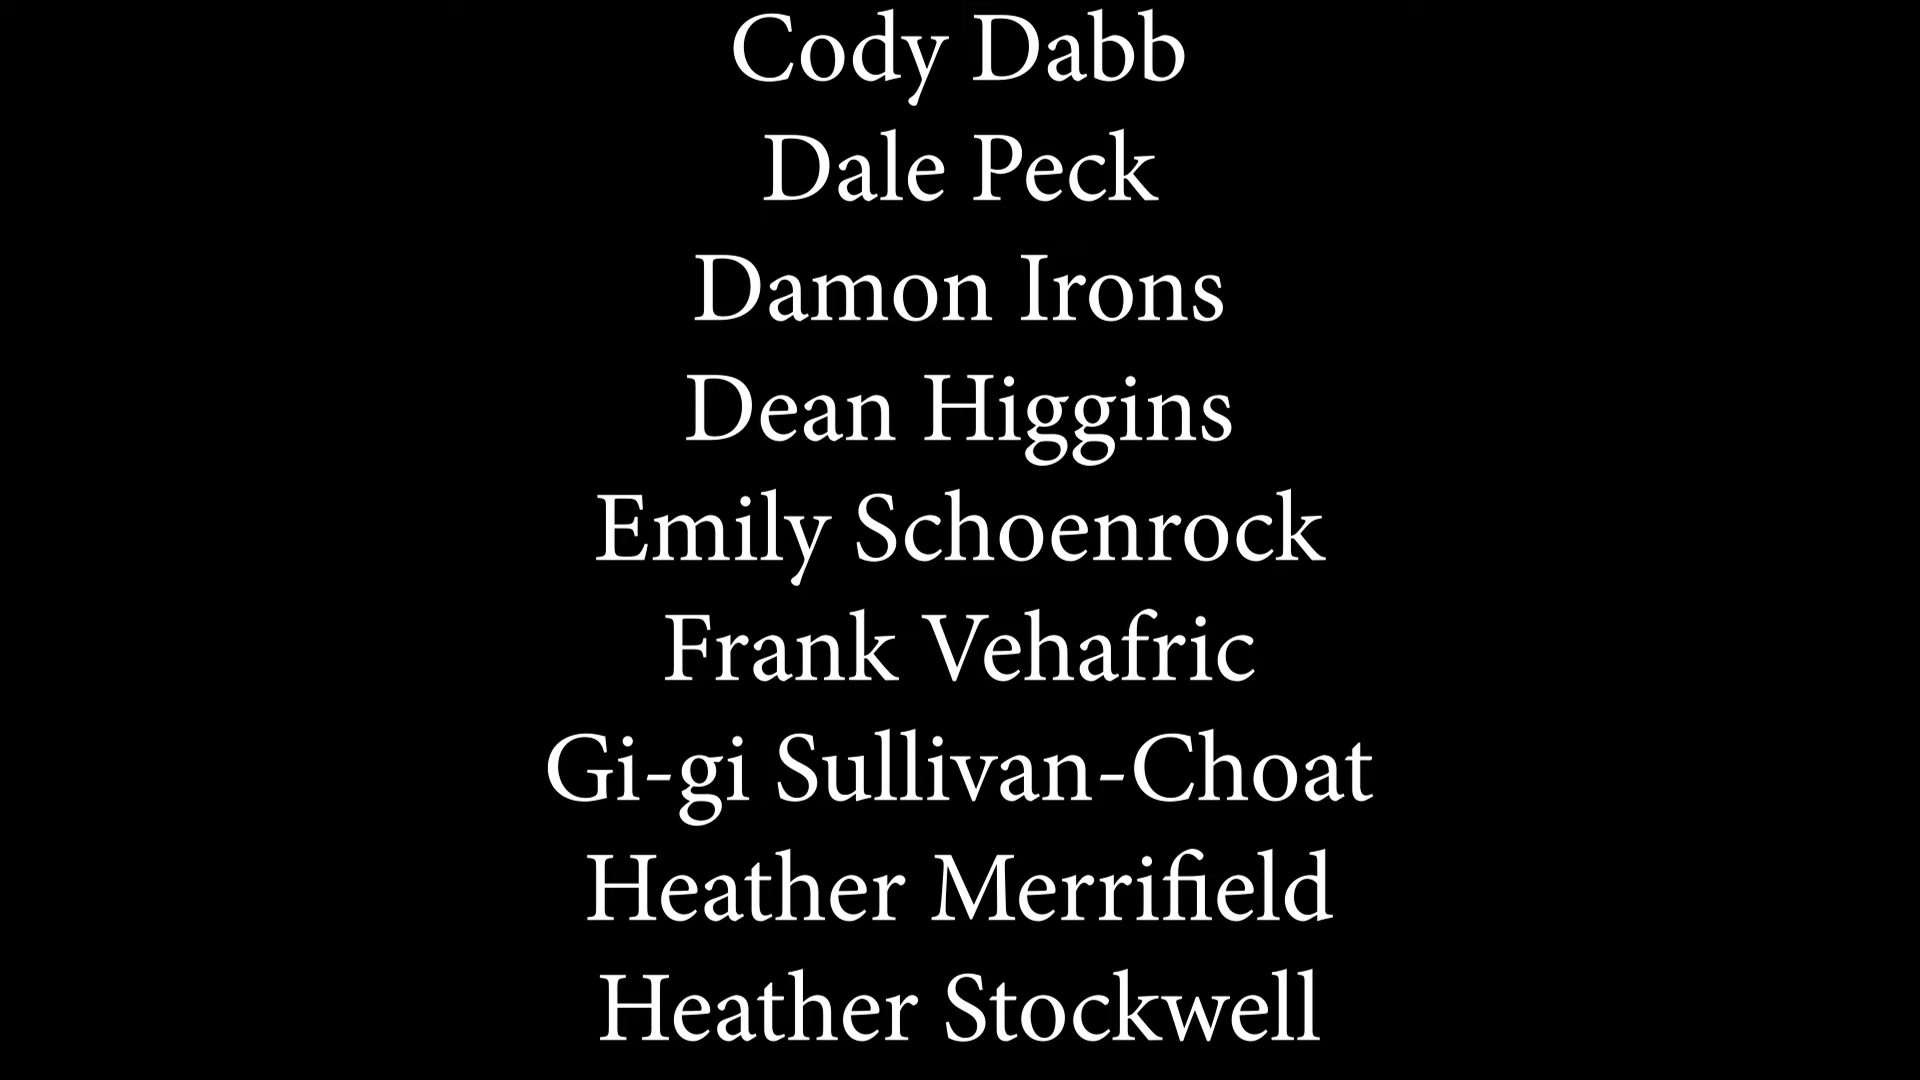 Cody Dabb
Dale Peck
Damon Irons
Dean Higgins
Emily Schoenrock
Frank Vehafric
Gi-gi Sullivan-Choat
Heather Merrifield
Heather Stockwell